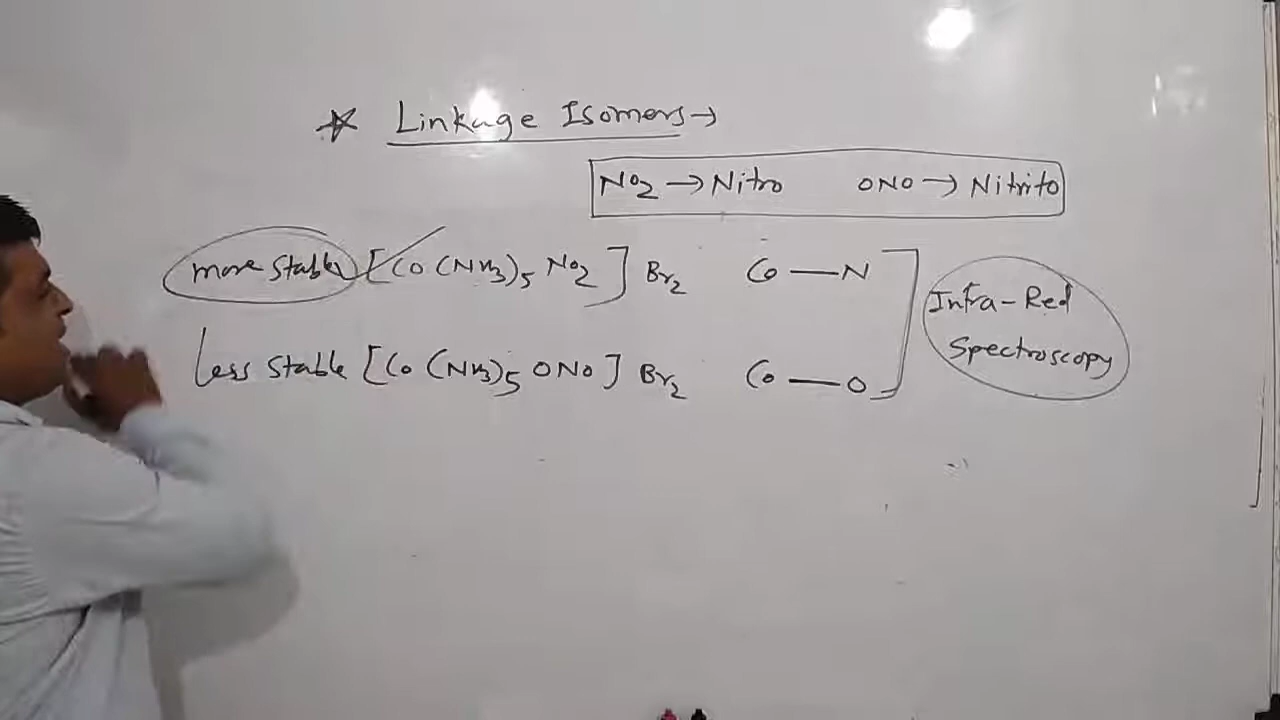 ☆ Linkage Isomers →
NO2 → Nitro ONO → Nitrito
more stable [Co (NH3)5 NO2] Br2 Co — N
Infra-Red
Spectroscopy
Less stable [Co (NH3)5 ONO] Br2 Co — O